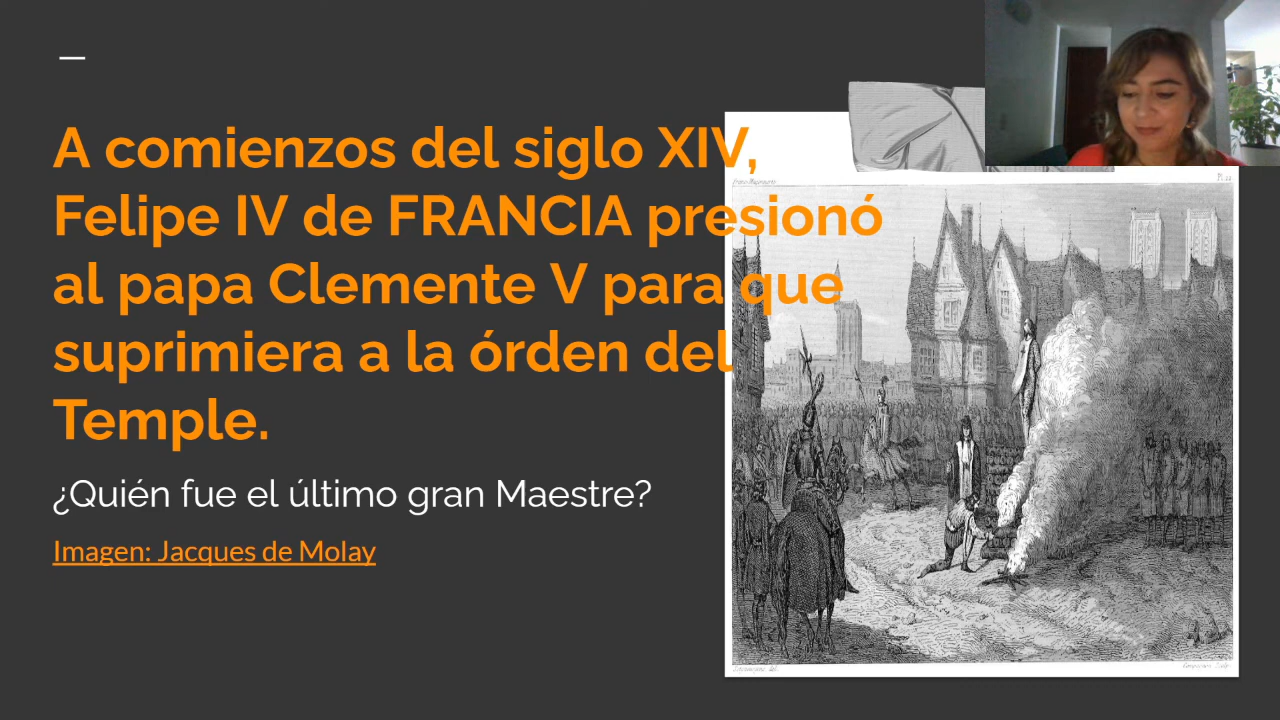 A comienzos del siglo XIV,
Felipe IV de FRANCIA presionó
al papa Clemente V para que
suprimiera a la órden del
Temple.
¿Quién fue el último gran Maestre?
Imagen: Jacques de Molay